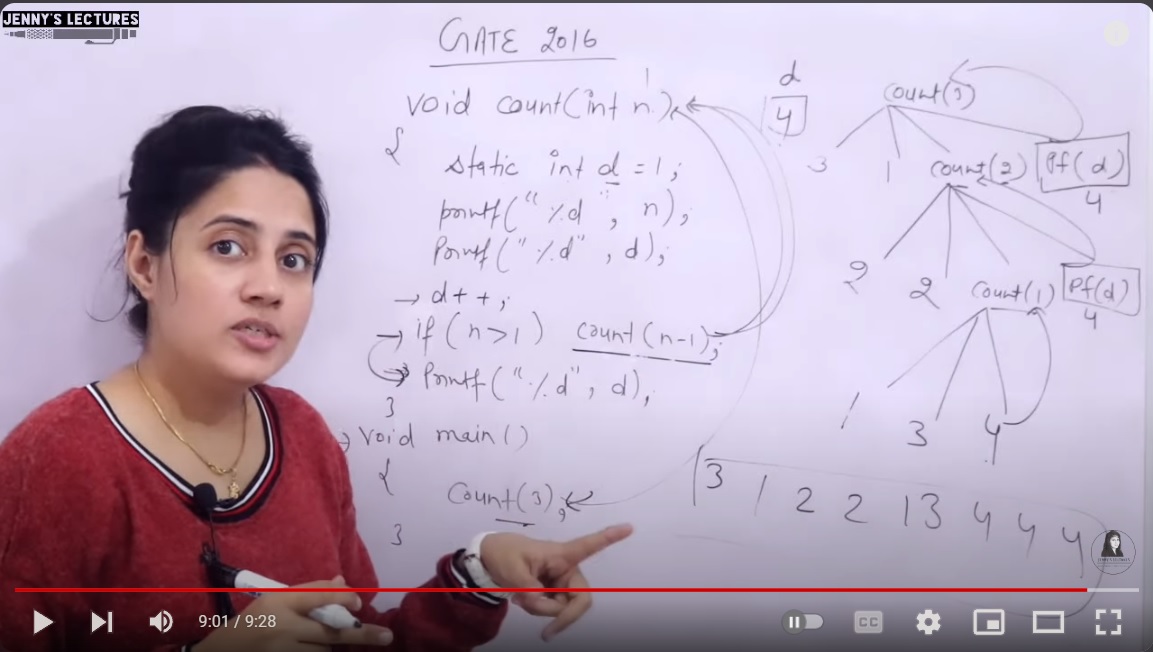 JENNY'S LECTURES
GATE 2016
1
void count(int n)
{
static int d = 1;
printf("%d", n);
Printf("%d", d);
→ d++;
→ if (n>1) count(n-1);
→ Printf("%d", d);
}
→ void main()
{
Count(3);
}
d
4
count(3)
3 1 count(2) Pf(d)
4
2 2 count(1) Pf(d)
4
1 3 4
3 1 2 2 1 3 4 4 4
9:01 / 9:28
CC